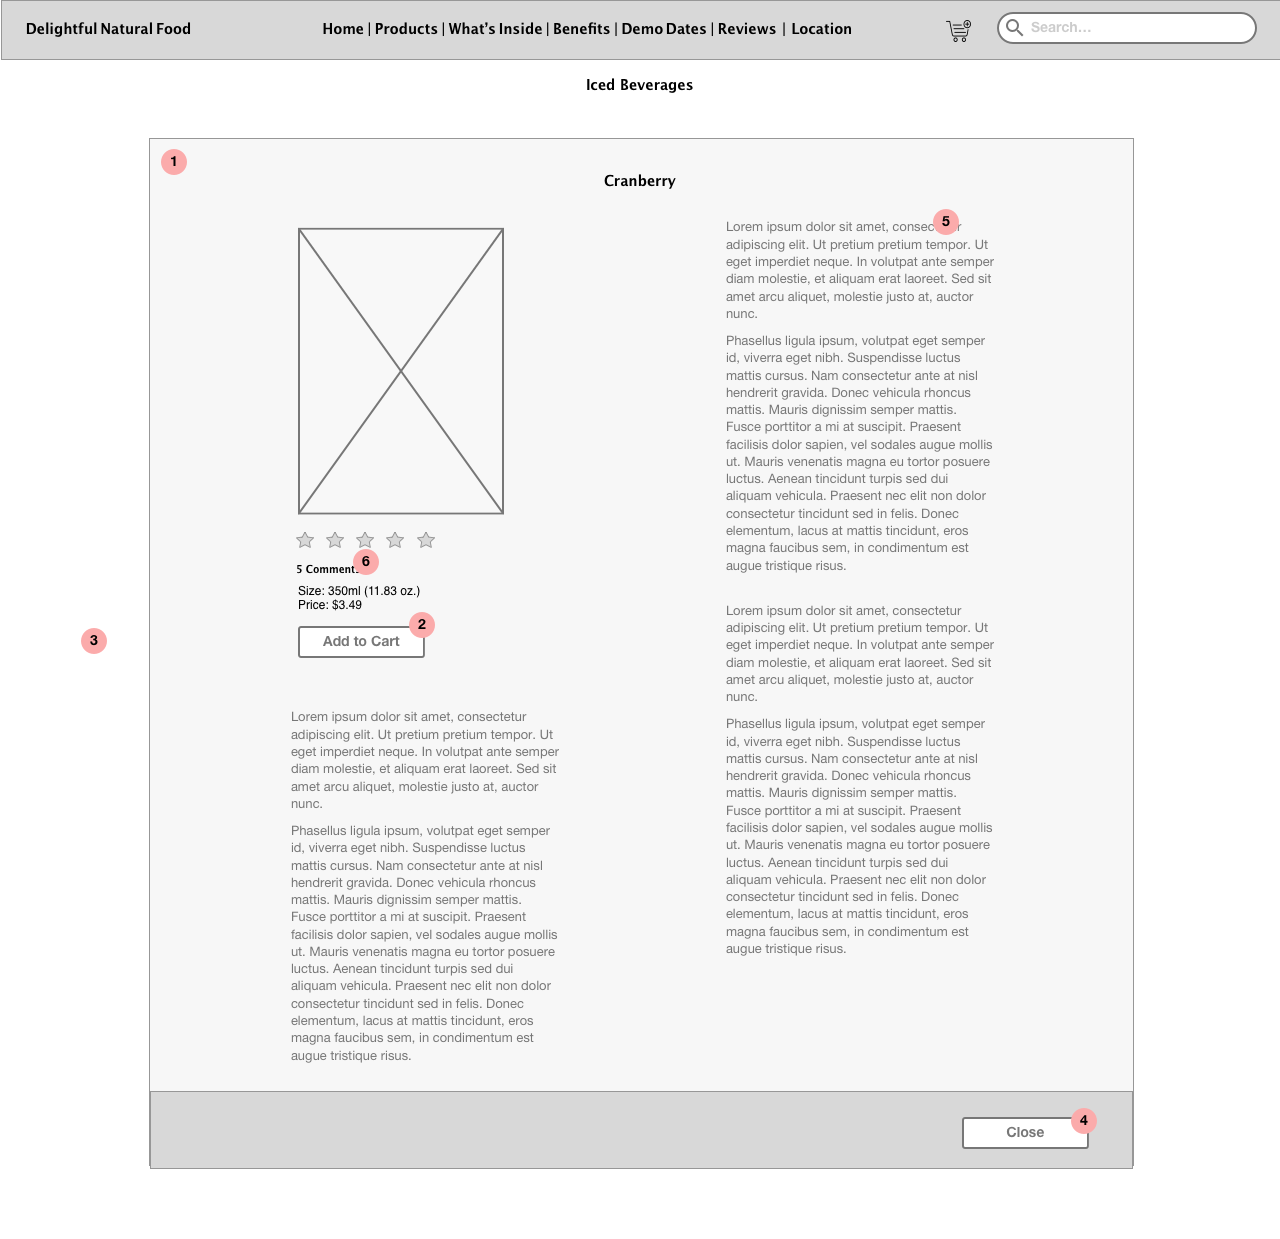 Delightful Natural Food
Home | Products | What's Inside | Benefits | Demo Dates | Reviews | Location
Search...
Iced Beverages
1
Cranberry
6
5 Comments
Size: 350ml (11.83 oz.)
Price: $3.49
2
Add to Cart
3
Lorem ipsum dolor sit amet, consectetur
adipiscing elit. Ut pretium pretium tempor. Ut
eget imperdiet neque. In volutpat ante semper
diam molestie, et aliquam erat laoreet. Sed sit
amet arcu aliquet, molestie justo at, auctor
nunc.
Phasellus ligula ipsum, volutpat eget semper
id, viverra eget nibh. Suspendisse luctus
mattis cursus. Nam consectetur ante at nisl
hendrerit gravida. Donec vehicula rhoncus
mattis. Mauris dignissim semper mattis.
Fusce porttitor a mi at suscipit. Praesent
facilisis dolor sapien, vel sodales augue mollis
ut. Mauris venenatis magna eu tortor posuere
luctus. Aenean tincidunt turpis sed dui
aliquam vehicula. Praesent nec elit non dolor
consectetur tincidunt sed in felis. Donec
elementum, lacus at mattis tincidunt, eros
magna faucibus sem, in condimentum est
augue tristique risus.
5
Lorem ipsum dolor sit amet, consectetur
adipiscing elit. Ut pretium pretium tempor. Ut
eget imperdiet neque. In volutpat ante semper
diam molestie, et aliquam erat laoreet. Sed sit
amet arcu aliquet, molestie justo at, auctor
nunc.
Phasellus ligula ipsum, volutpat eget semper
id, viverra eget nibh. Suspendisse luctus
mattis cursus. Nam consectetur ante at nisl
hendrerit gravida. Donec vehicula rhoncus
mattis. Mauris dignissim semper mattis.
Fusce porttitor a mi at suscipit. Praesent
facilisis dolor sapien, vel sodales augue mollis
ut. Mauris venenatis magna eu tortor posuere
luctus. Aenean tincidunt turpis sed dui
aliquam vehicula. Praesent nec elit non dolor
consectetur tincidunt sed in felis. Donec
elementum, lacus at mattis tincidunt, eros
magna faucibus sem, in condimentum est
augue tristique risus.
Lorem ipsum dolor sit amet, consectetur
adipiscing elit. Ut pretium pretium tempor. Ut
eget imperdiet neque. In volutpat ante semper
diam molestie, et aliquam erat laoreet. Sed sit
amet arcu aliquet, molestie justo at, auctor
nunc.
Phasellus ligula ipsum, volutpat eget semper
id, viverra eget nibh. Suspendisse luctus
mattis cursus. Nam consectetur ante at nisl
hendrerit gravida. Donec vehicula rhoncus
mattis. Mauris dignissim semper mattis.
Fusce porttitor a mi at suscipit. Praesent
facilisis dolor sapien, vel sodales augue mollis
ut. Mauris venenatis magna eu tortor posuere
luctus. Aenean tincidunt turpis sed dui
aliquam vehicula. Praesent nec elit non dolor
consectetur tincidunt sed in felis. Donec
elementum, lacus at mattis tincidunt, eros
magna faucibus sem, in condimentum est
augue tristique risus.
4
Close